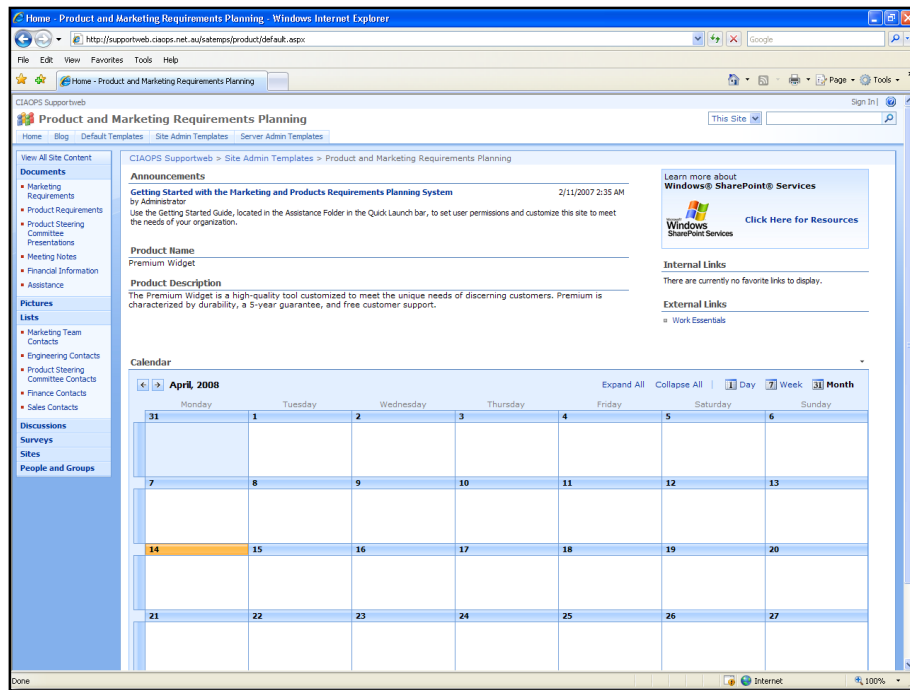 Home - Product and Marketing Requirements Planning - Windows Internet Explorer
http://supportweb.ciaops.net.au/satemps/product/default.aspx
Google
File Edit View Favorites Tools Help
Home - Product and Marketing Requirements Planning
Page Tools
CIAOPS Supportweb
Sign In
Product and Marketing Requirements Planning
This Site
Home Blog Default Templates Site Admin Templates Server Admin Templates
View All Site Content
Documents
Marketing
Requirements
Product Requirements
Product Steering
Committee
Presentations
Meeting Notes
Financial Information
Assistance
Pictures
Lists
Marketing Team
Contacts
Engineering Contacts
Product Steering
Committee Contacts
Finance Contacts
Sales Contacts
Discussions
Surveys
Sites
People and Groups
CIAOPS Supportweb > Site Admin Templates > Product and Marketing Requirements Planning
Announcements
Getting Started with the Marketing and Products Requirements Planning System 2/11/2007 2:35 AM
by Administrator
Use the Getting Started Guide, located in the Assistance Folder in the Quick Launch bar, to set user permissions and customize this site to meet
the needs of your organization.
Product Name
Premium Widget
Product Description
The Premium Widget is a high-quality tool customized to meet the unique needs of discerning customers. Premium is
characterized by durability, a 5-year guarantee, and free customer support.
Learn more about
Windows® SharePoint® Services
Microsoft
Windows
SharePoint Services
Click Here for Resources
Internal Links
There are currently no favorite links to display.
External Links
Work Essentials
Calendar
April, 2008
Expand All Collapse All 1 Day 7 Week 31 Month
Monday Tuesday Wednesday Thursday Friday Saturday Sunday
31 1 2 3 4 5 6
7 8 9 10 11 12 13
14 15 16 17 18 19 20
21 22 23 24 25 26 27
Done
Internet
100%